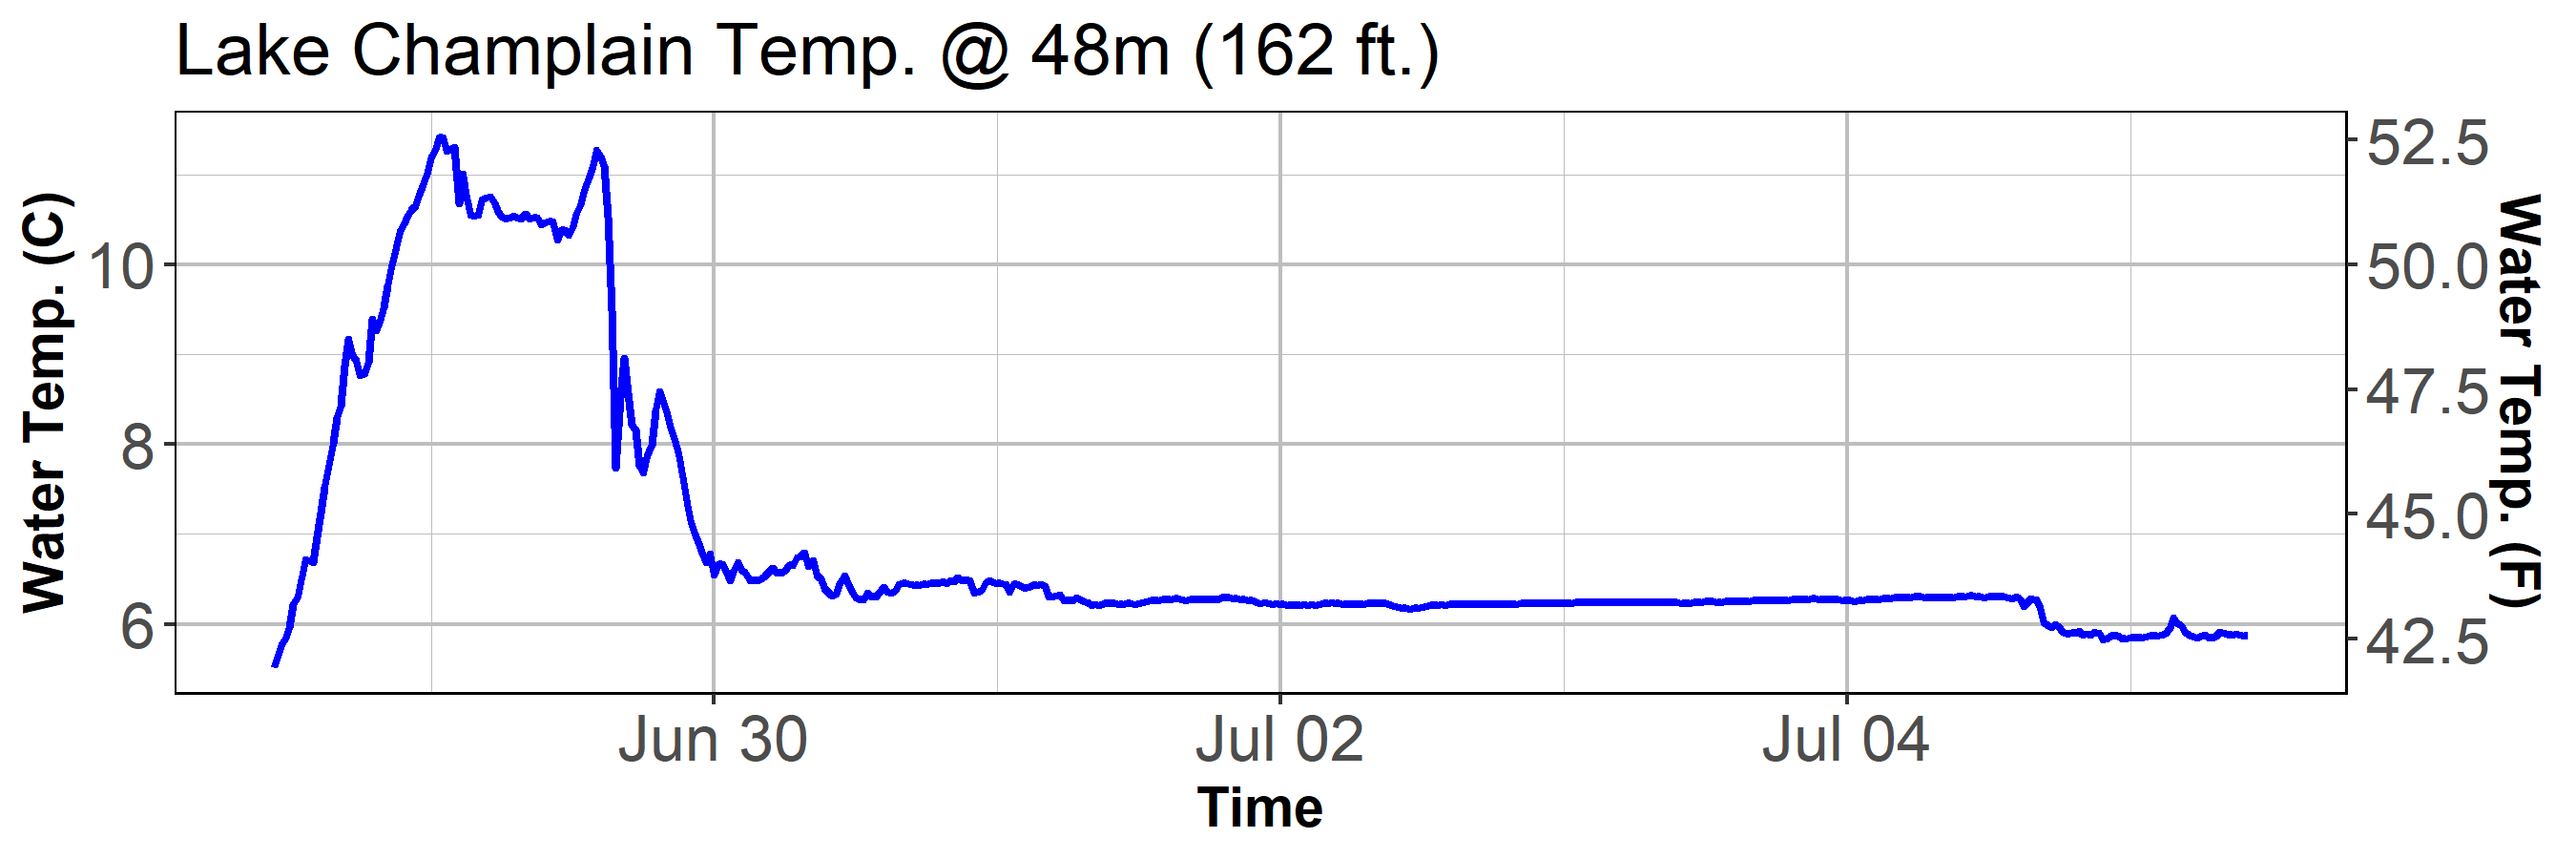 Lake Champlain Temp. @ 48m (162 ft.)
Water Temp. (C)
10
8
6
52.5
50.0
47.5
45.0
42.5
Water Temp. (F)
Jun 30
Jul 02
Jul 04
Time